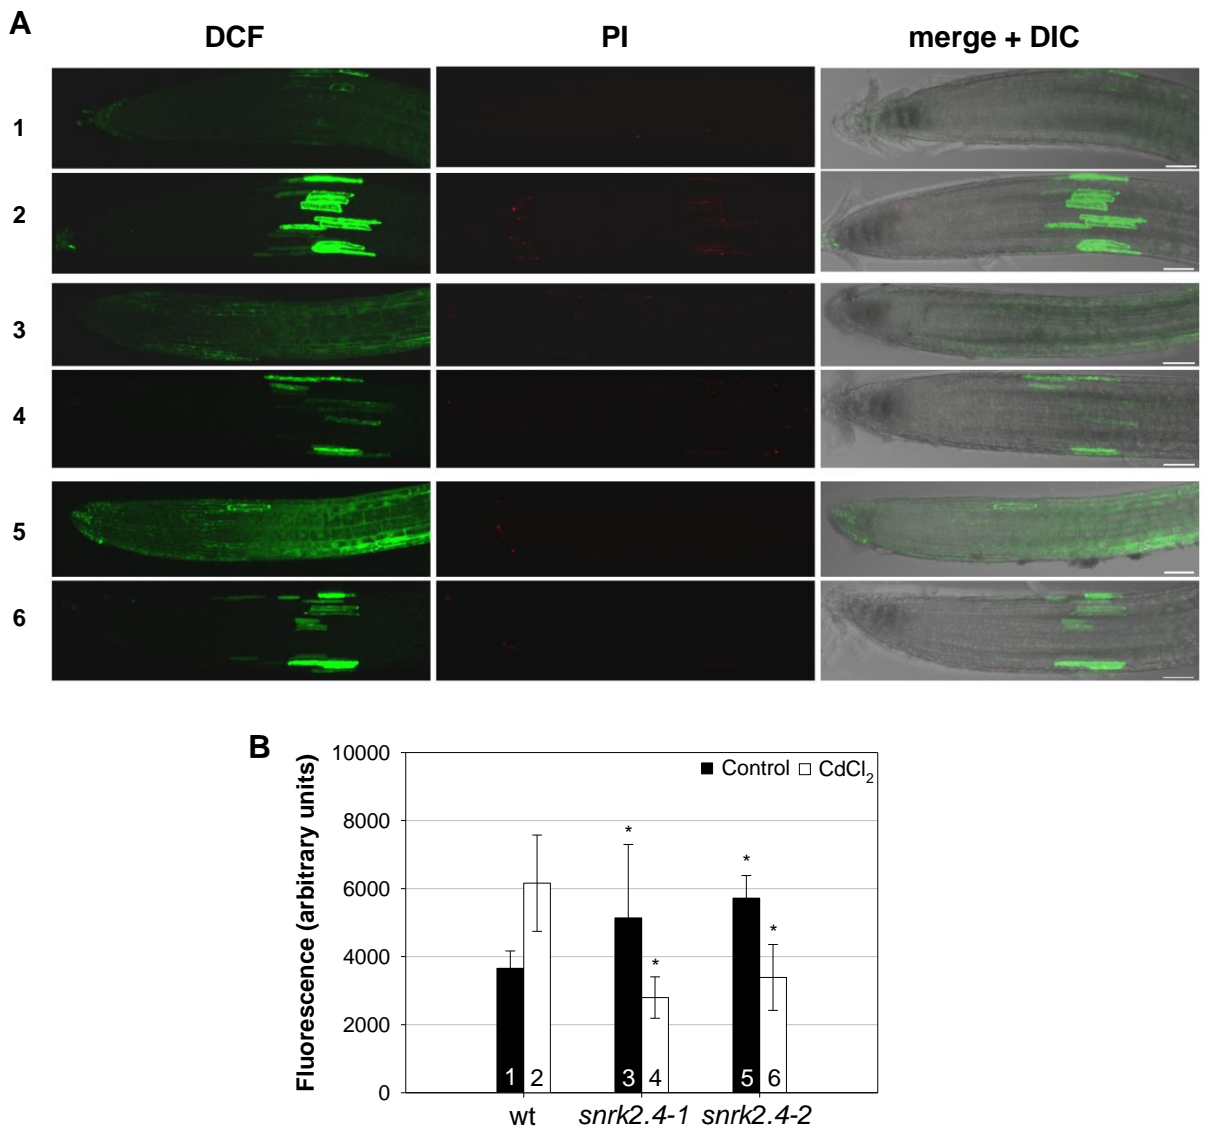 A
DCF PI merge + DIC
1
2
3
4
5
6
B
Fluorescence (arbitrary units)
10000
8000
6000
4000
2000
0
Control CdCl2
* * * *
1 2 3 4 5 6
wt snrk2.4-1 snrk2.4-2